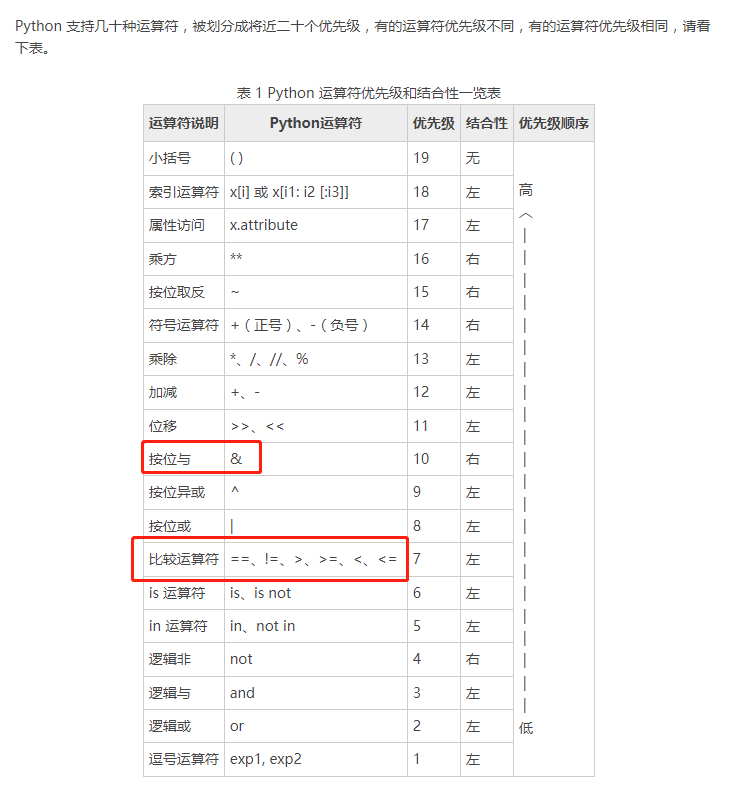 Python 支持几十种运算符，被划分成将近二十个优先级，有的运算符优先级不同，有的运算符优先级相同，请看
下表。
表 1 Python 运算符优先级和结合性一览表
运算符说明 Python运算符 优先级 结合性 优先级顺序
小括号 ( ) 19 无
索引运算符 x[i] 或 x[i1: i2 [:i3]] 18 左 高
属性访问 x.attribute 17 左
乘方 ** 16 右
按位取反 ~ 15 右
符号运算符 +（正号）、-（负号） 14 右
乘除 *、/、//、% 13 左
加减 +、- 12 左
位移 >>、<< 11 左
按位与 & 10 右
按位异或 ^ 9 左
按位或 | 8 左
比较运算符 ==、!=、>、>=、<、<= 7 左
is 运算符 is、is not 6 左
in 运算符 in、not in 5 左
逻辑非 not 4 右
逻辑与 and 3 左
逻辑或 or 2 左 低
逗号运算符 exp1, exp2 1 左